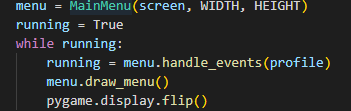 menu = MainMenu(screen, WIDTH, HEIGHT)
running = True
while running:
    running = menu.handle_events(profile)
    menu.draw_menu()
    pygame.display.flip()